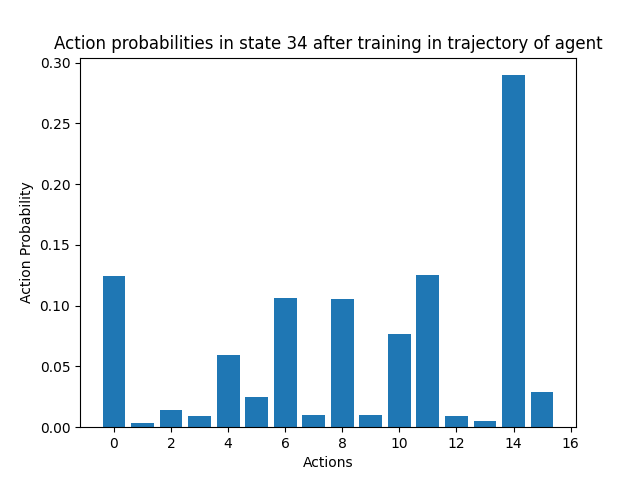 Action probabilities in state 34 after training in trajectory of agent
0.30
0.25
0.20
0.15
0.10
0.05
0.00
Action Probability
0 2 4 6 8 10 12 14 16
Actions